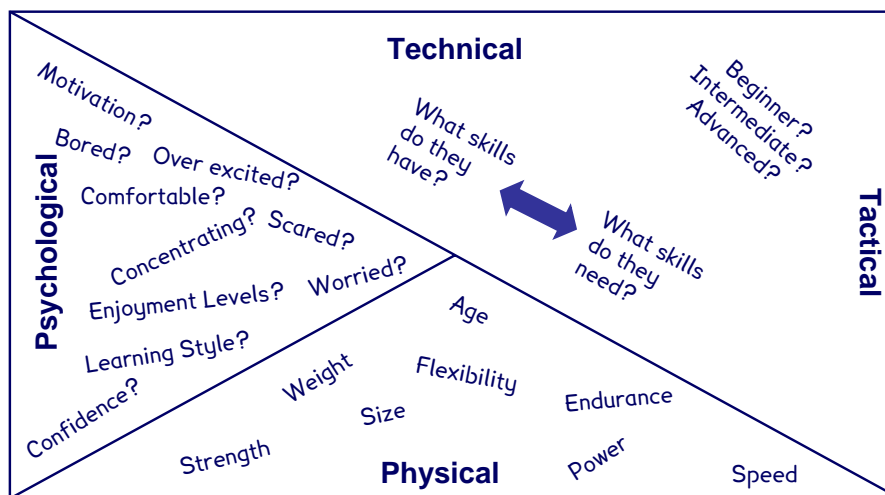 Technical
Tactical
Psychological
Physical
Motivation?
Bored?
Over excited?
Comfortable?
Concentrating?
Scared?
Enjoyment Levels?
Worried?
Learning Style?
Confidence?
What skills
do they
have?
What skills
do they
need?
Beginner?
Intermediate?
Advanced?
Age
Weight
Flexibility
Size
Endurance
Strength
Power
Speed